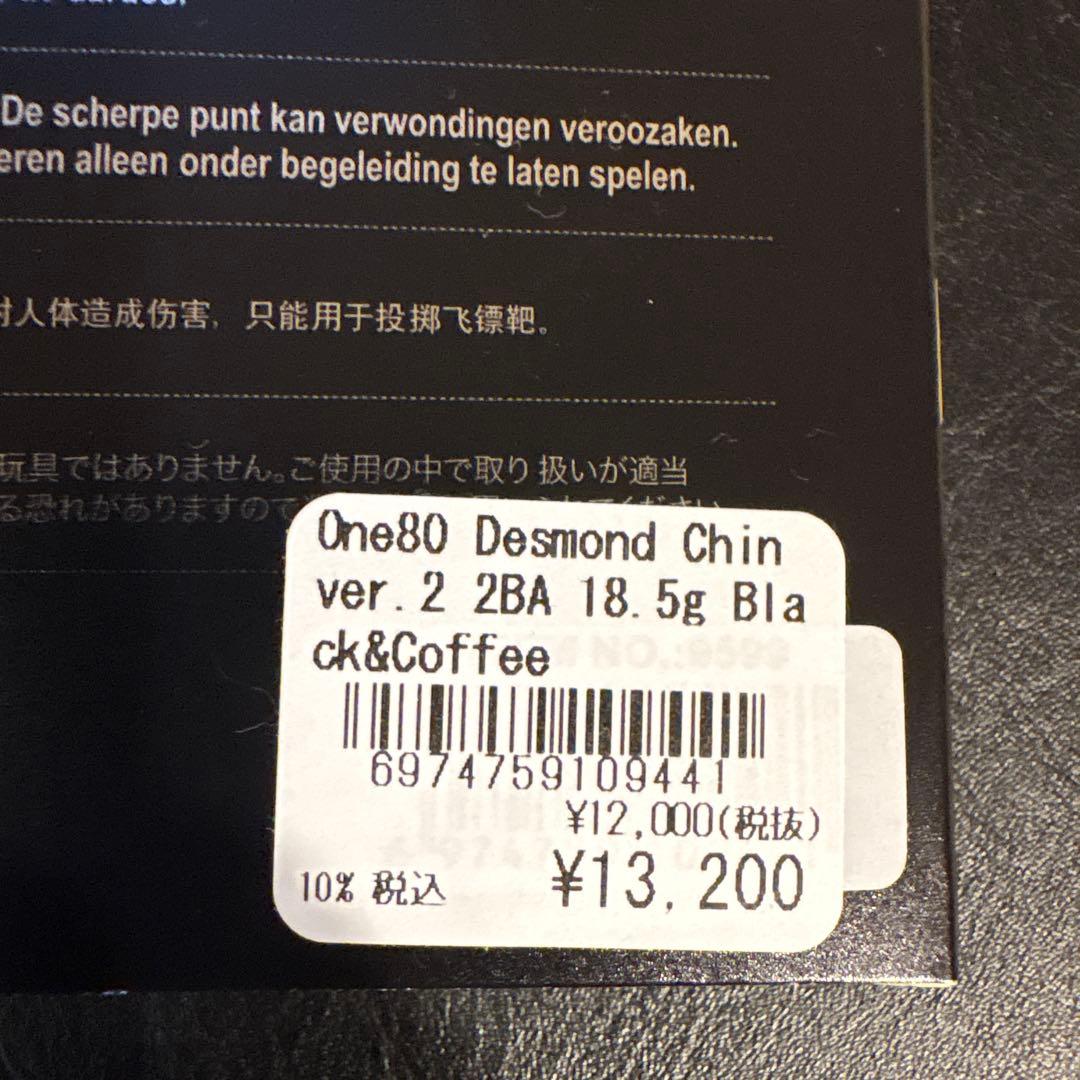 De scherpe punt kan verwondingen veroozaken.
eren alleen onder begeleiding te laten spelen.
对人体造成伤害，只能用于投掷飞镖靶。
玩具ではありません。ご使用の中で取り扱いが適当
る恐れがありますので
One80 Desmond Chin
ver.2 2BA 18.5g Bla
ck&Coffee
NO.:9599
6974759109441
¥12,000(税抜)
10% 税込 ¥13,200